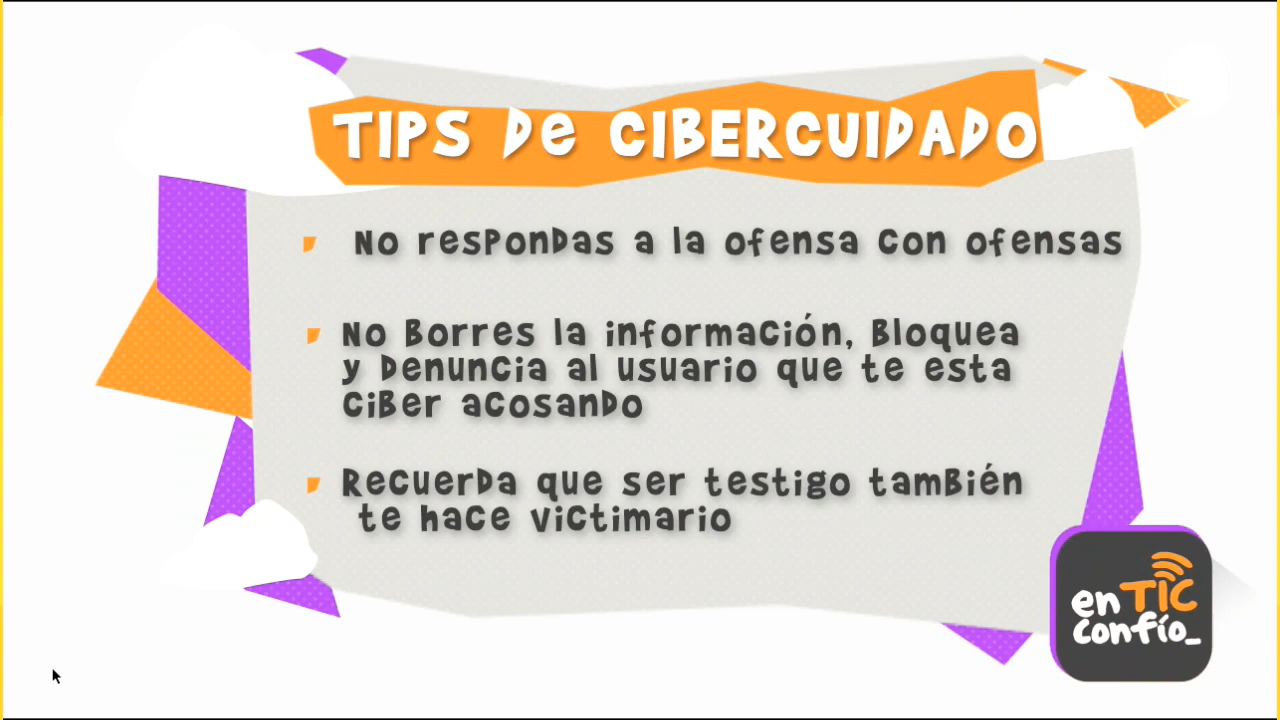 TIPS De CIBERCUIDADO
No respondas a la ofensa con ofensas
No Borres la información, Bloquea
y denuncia al usuario que te esta
ciBer acosando
Recuerda que ser testigo tamBién
te hace victimario
en TIC
confío_